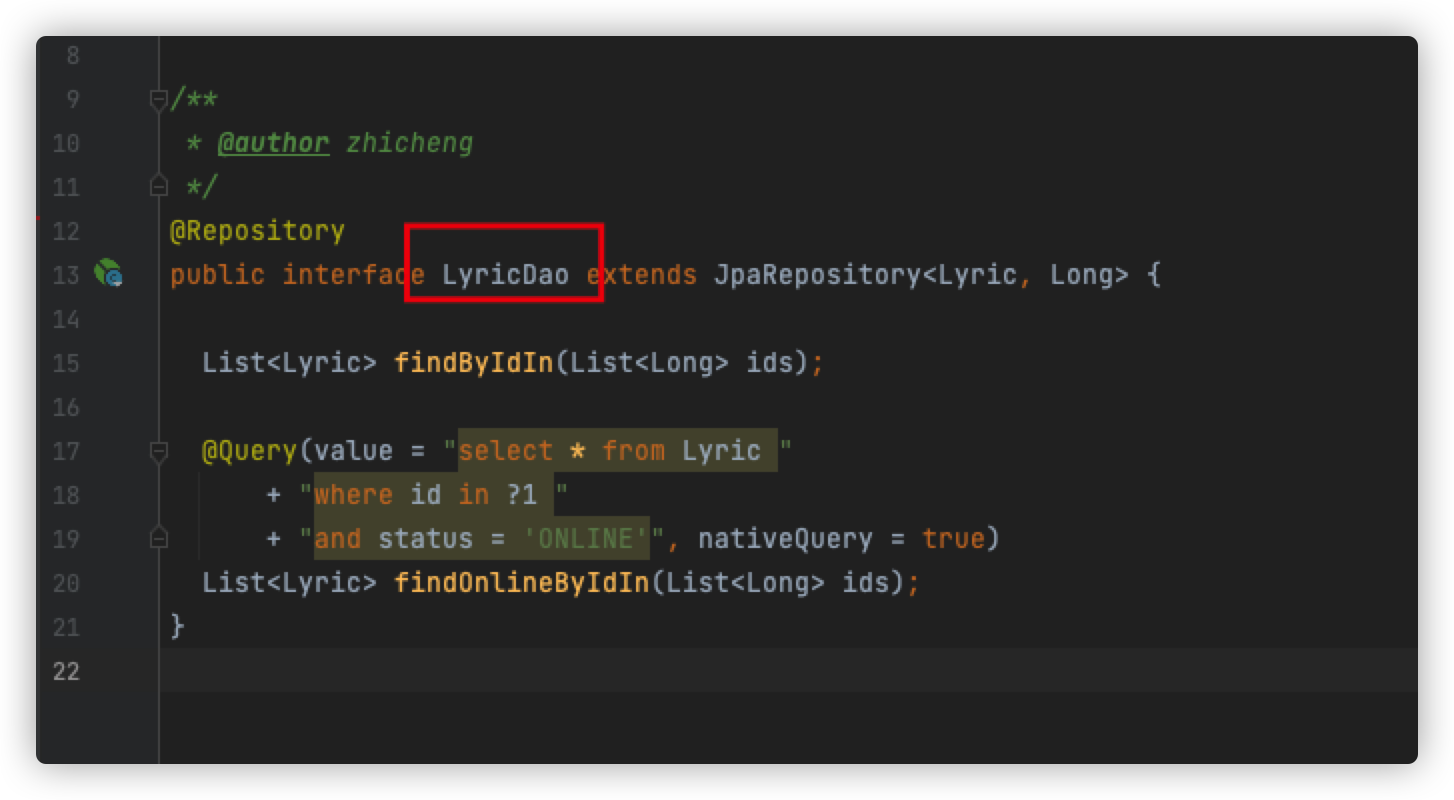 8
9 /**
10 * @author zhicheng
11 */
12 @Repository
13 public interface LyricDao extends JpaRepository<Lyric, Long> {
14
15 List<Lyric> findByIdIn(List<Long> ids);
16
17 @Query(value = "select * from Lyric "
18 + "where id in ?1 "
19 + "and status = 'ONLINE'", nativeQuery = true)
20 List<Lyric> findOnlineByIdIn(List<Long> ids);
21 }
22